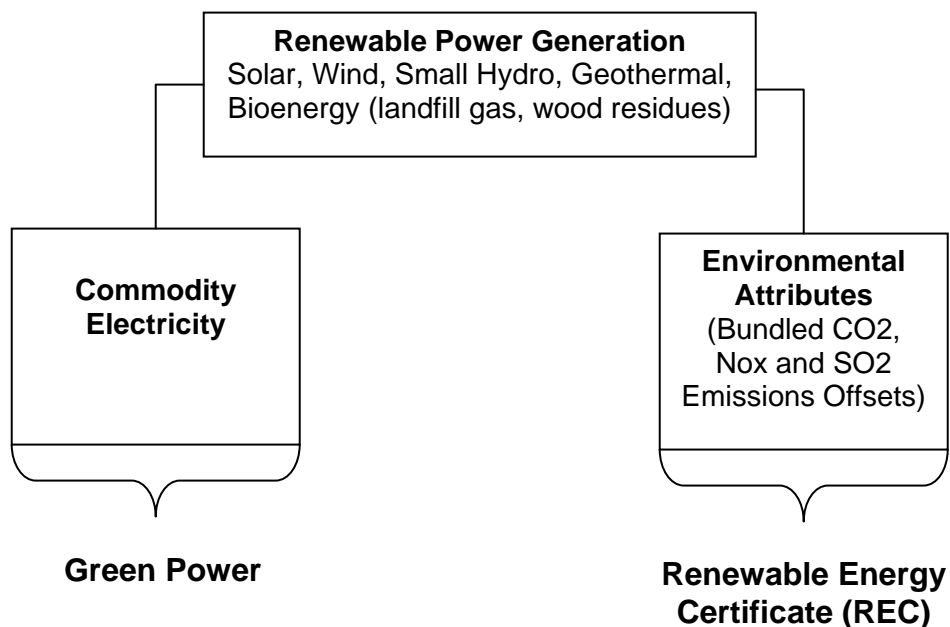 Renewable Power Generation
Solar, Wind, Small Hydro, Geothermal,
Bioenergy (landfill gas, wood residues)
Commodity
Electricity
Environmental
Attributes
(Bundled CO2,
Nox and SO2
Emissions Offsets)
Green Power
Renewable Energy
Certificate (REC)